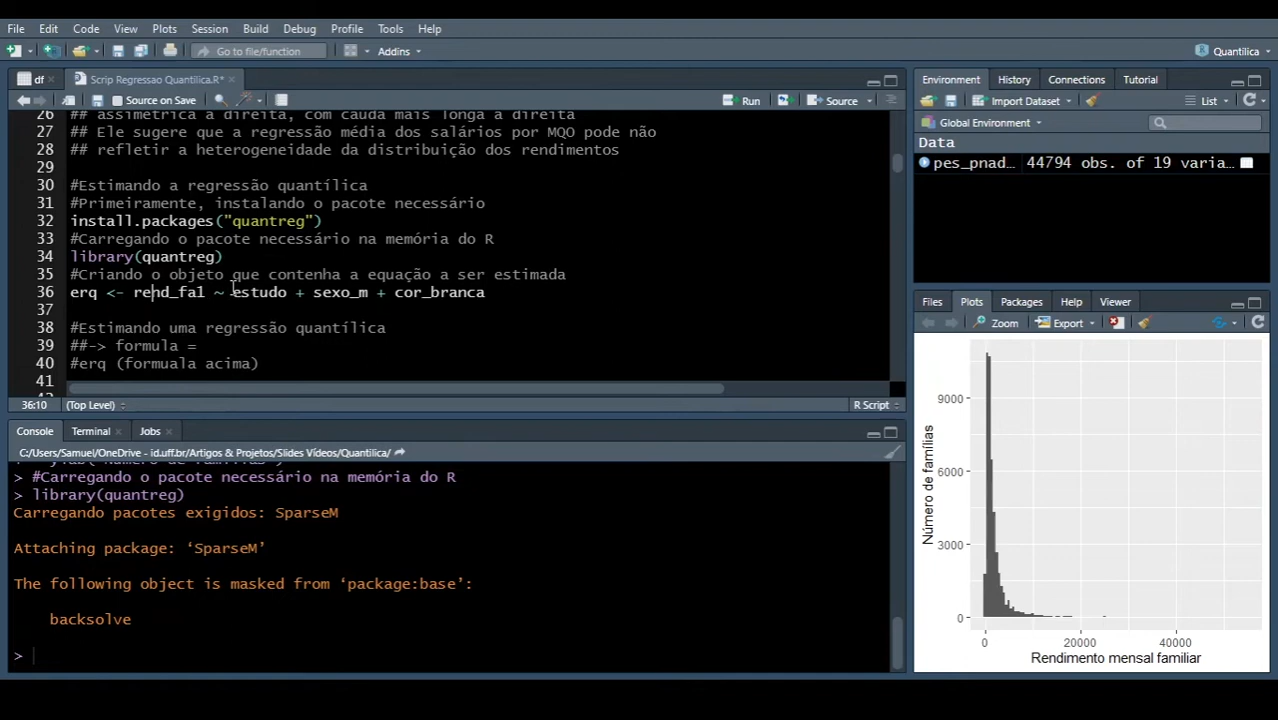 File Edit Code View Plots Session Build Debug Profile Tools Help
Go to file/function Addins Quantilica
df Scrip Regressao Quantilica.R*
Source on Save Run Source
26 ## assimétrica à direita, com cauda mais longa à direita
27 ## Ele sugere que a regressão média dos salários por MQO pode não
28 ## refletir a heterogeneidade da distribuição dos rendimentos
29
30 #Estimando a regressão quantílica
31 #Primeiramente, instalando o pacote necessário
32 install.packages("quantreg")
33 #Carregando o pacote necessário na memória do R
34 library(quantreg)
35 #Criando o objeto que contenha a equação a ser estimada
36 erq <- rend_fa1 ~ estudo + sexo_m + cor_branca
37
38 #Estimando uma regressão quantílica
39 ##-> formula =
40 #erq (formuala acima)
41
36:10 (Top Level) R Script
Console Terminal Jobs
C:/Users/Samuel/OneDrive - id.uff.br/Artigos & Projetos/Slides Vídeos/Quantilica/
> #Carregando o pacote necessário na memória do R
> library(quantreg)
Carregando pacotes exigidos: SparseM
Attaching package: ‘SparseM’
The following object is masked from ‘package:base’:
backsolve
>
Environment History Connections Tutorial
Import Dataset List
Global Environment
Data
pes_pnad… 44794 obs. of 19 varia…
Files Plots Packages Help Viewer
Zoom Export
9000
6000
3000
0
0 20000 40000
Número de famílias
Rendimento mensal familiar